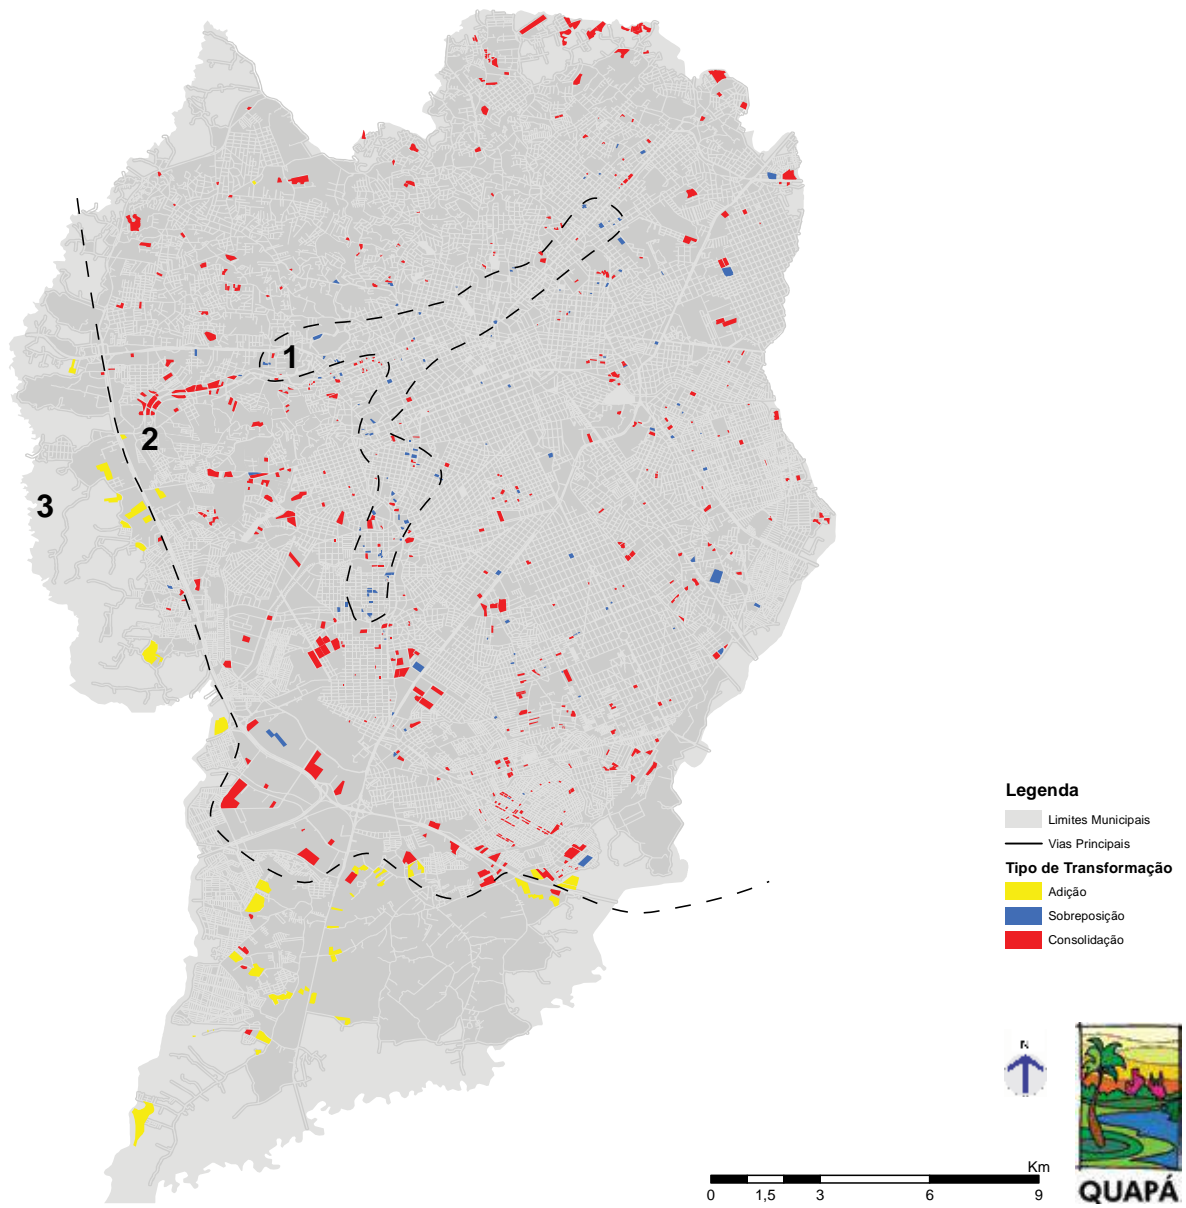 1
2
3
Legenda
Limites Municipais
Vias Principais
Tipo de Transformação
Adição
Sobreposição
Consolidação
N
Km
0 1,5 3 6 9
QUAPÁ